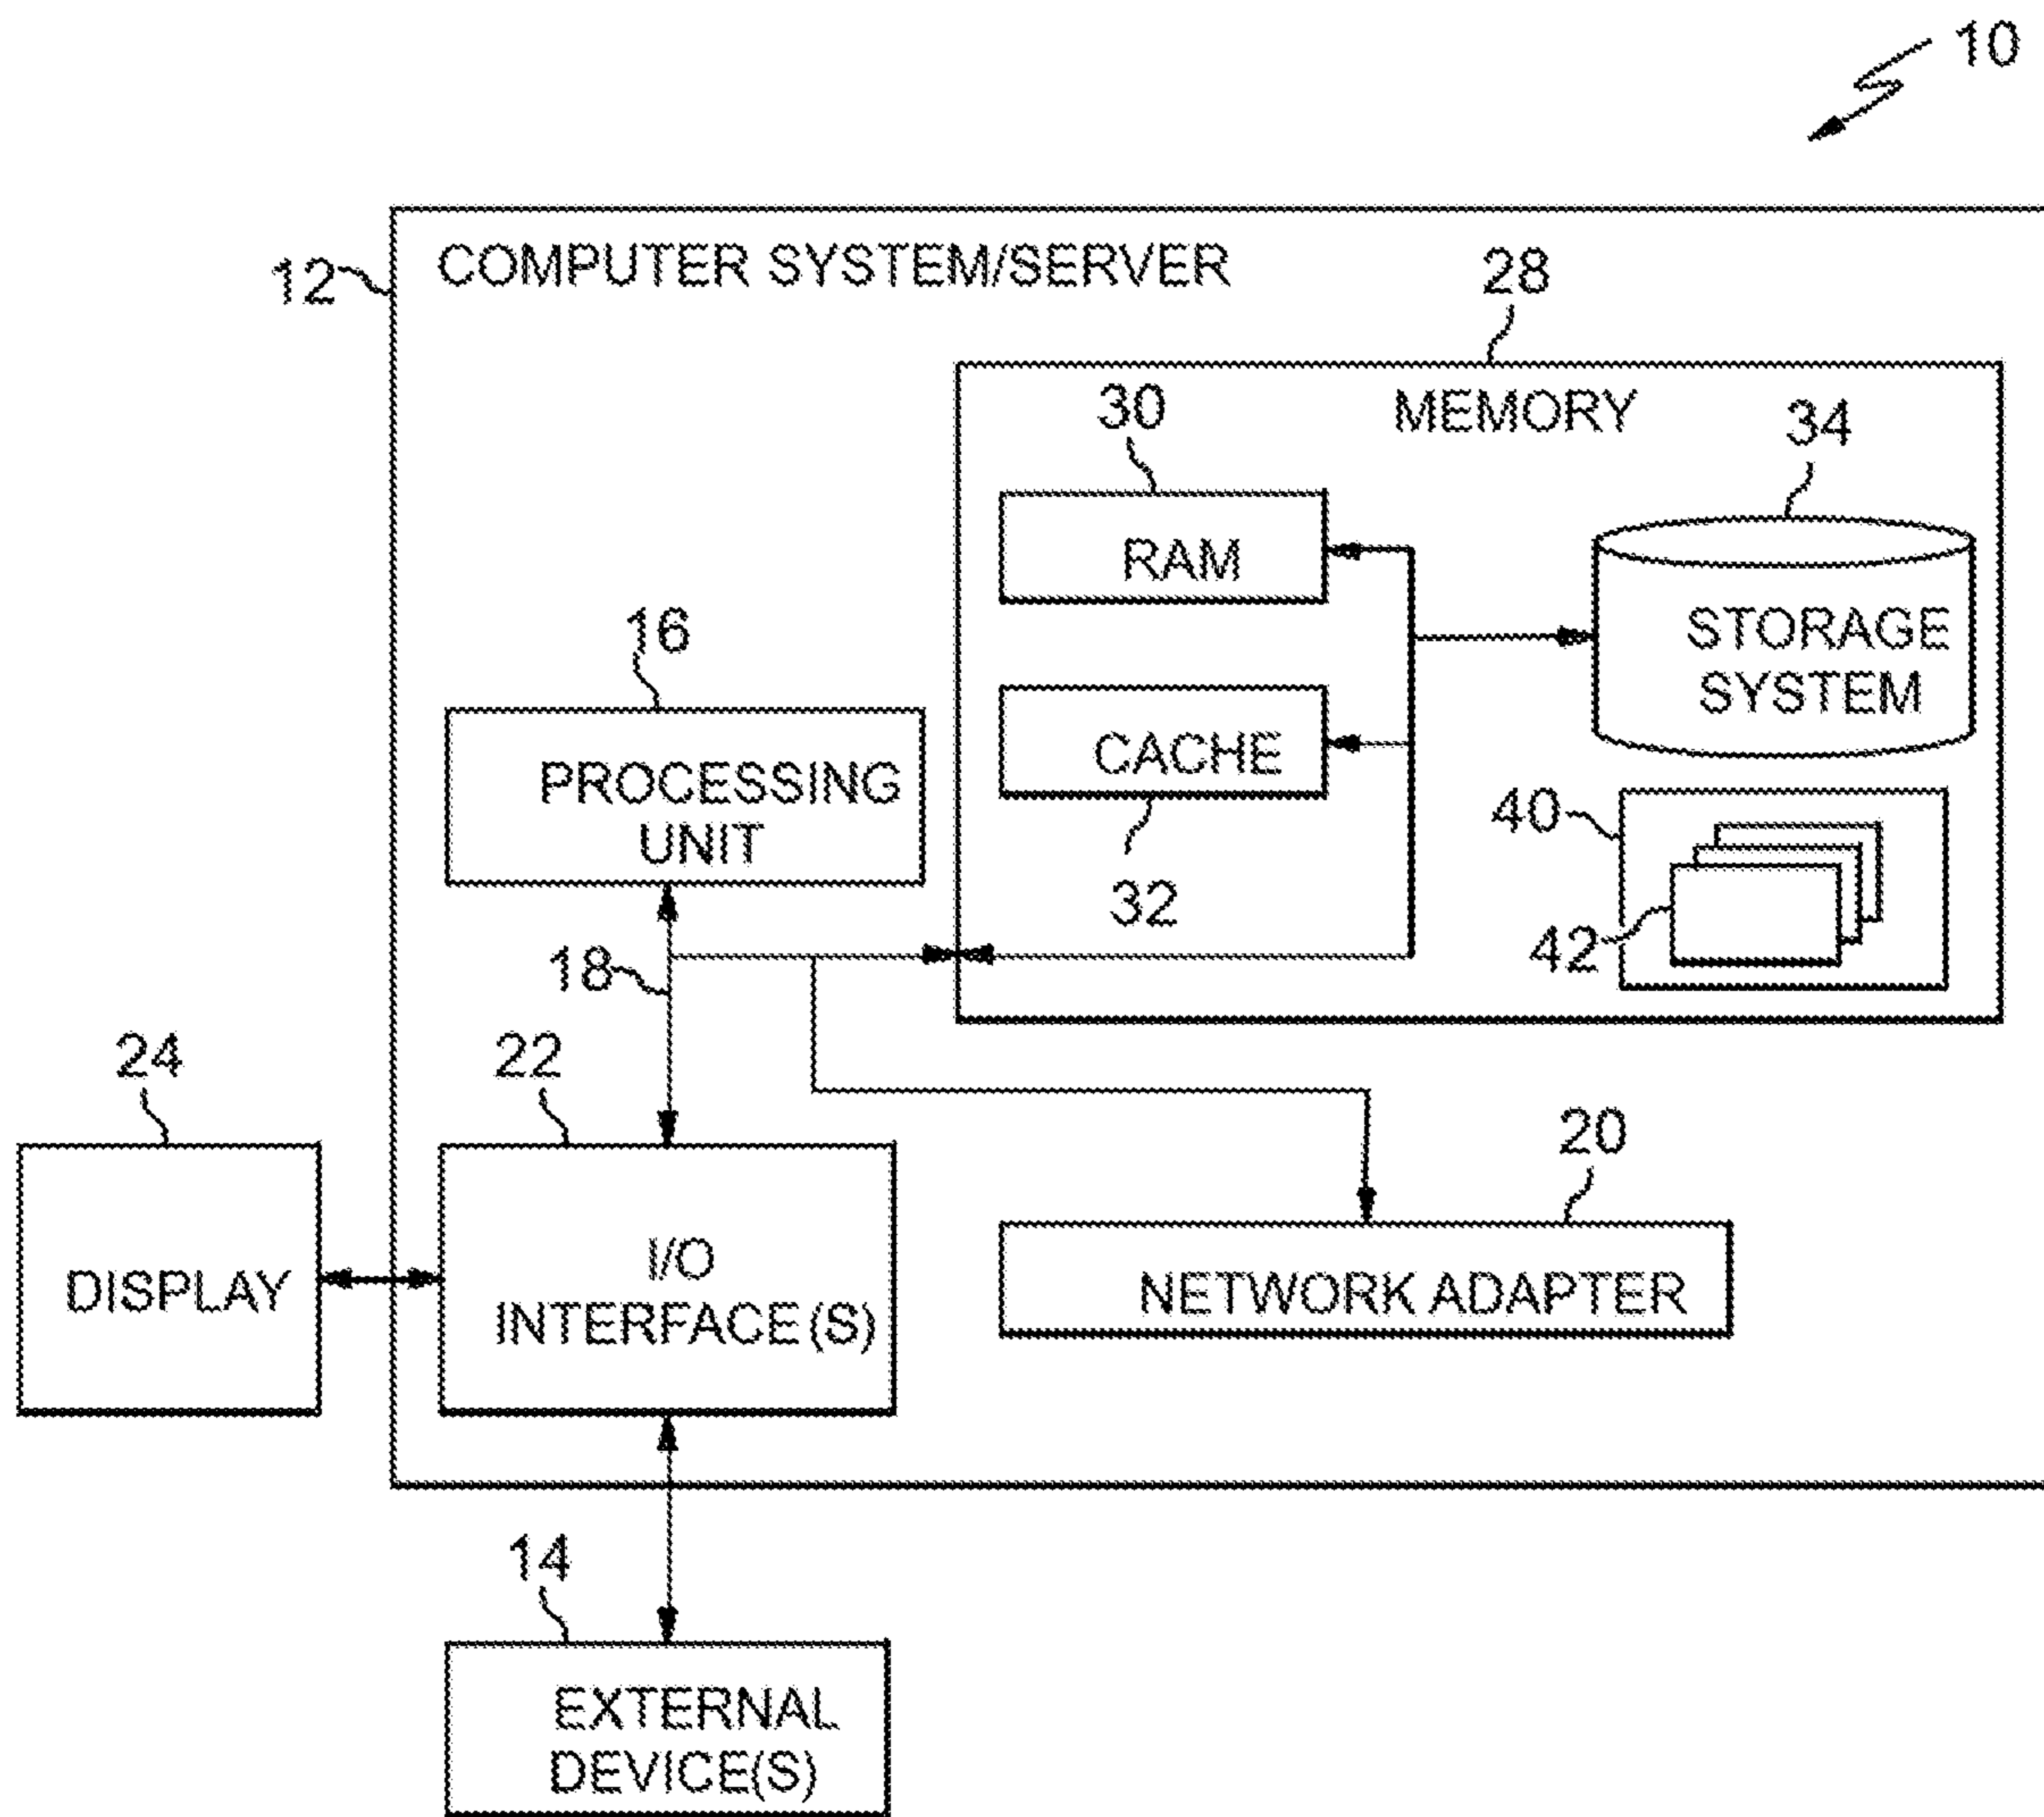 10
12
COMPUTER SYSTEM/SERVER
28
MEMORY
30
34
RAM
STORAGE
SYSTEM
16
CACHE
PROCESSING
UNIT
40
32
42
18
24
22
20
DISPLAY
I/O
INTERFACE(S)
NETWORK ADAPTER
14
EXTERNAL
DEVICE(S)